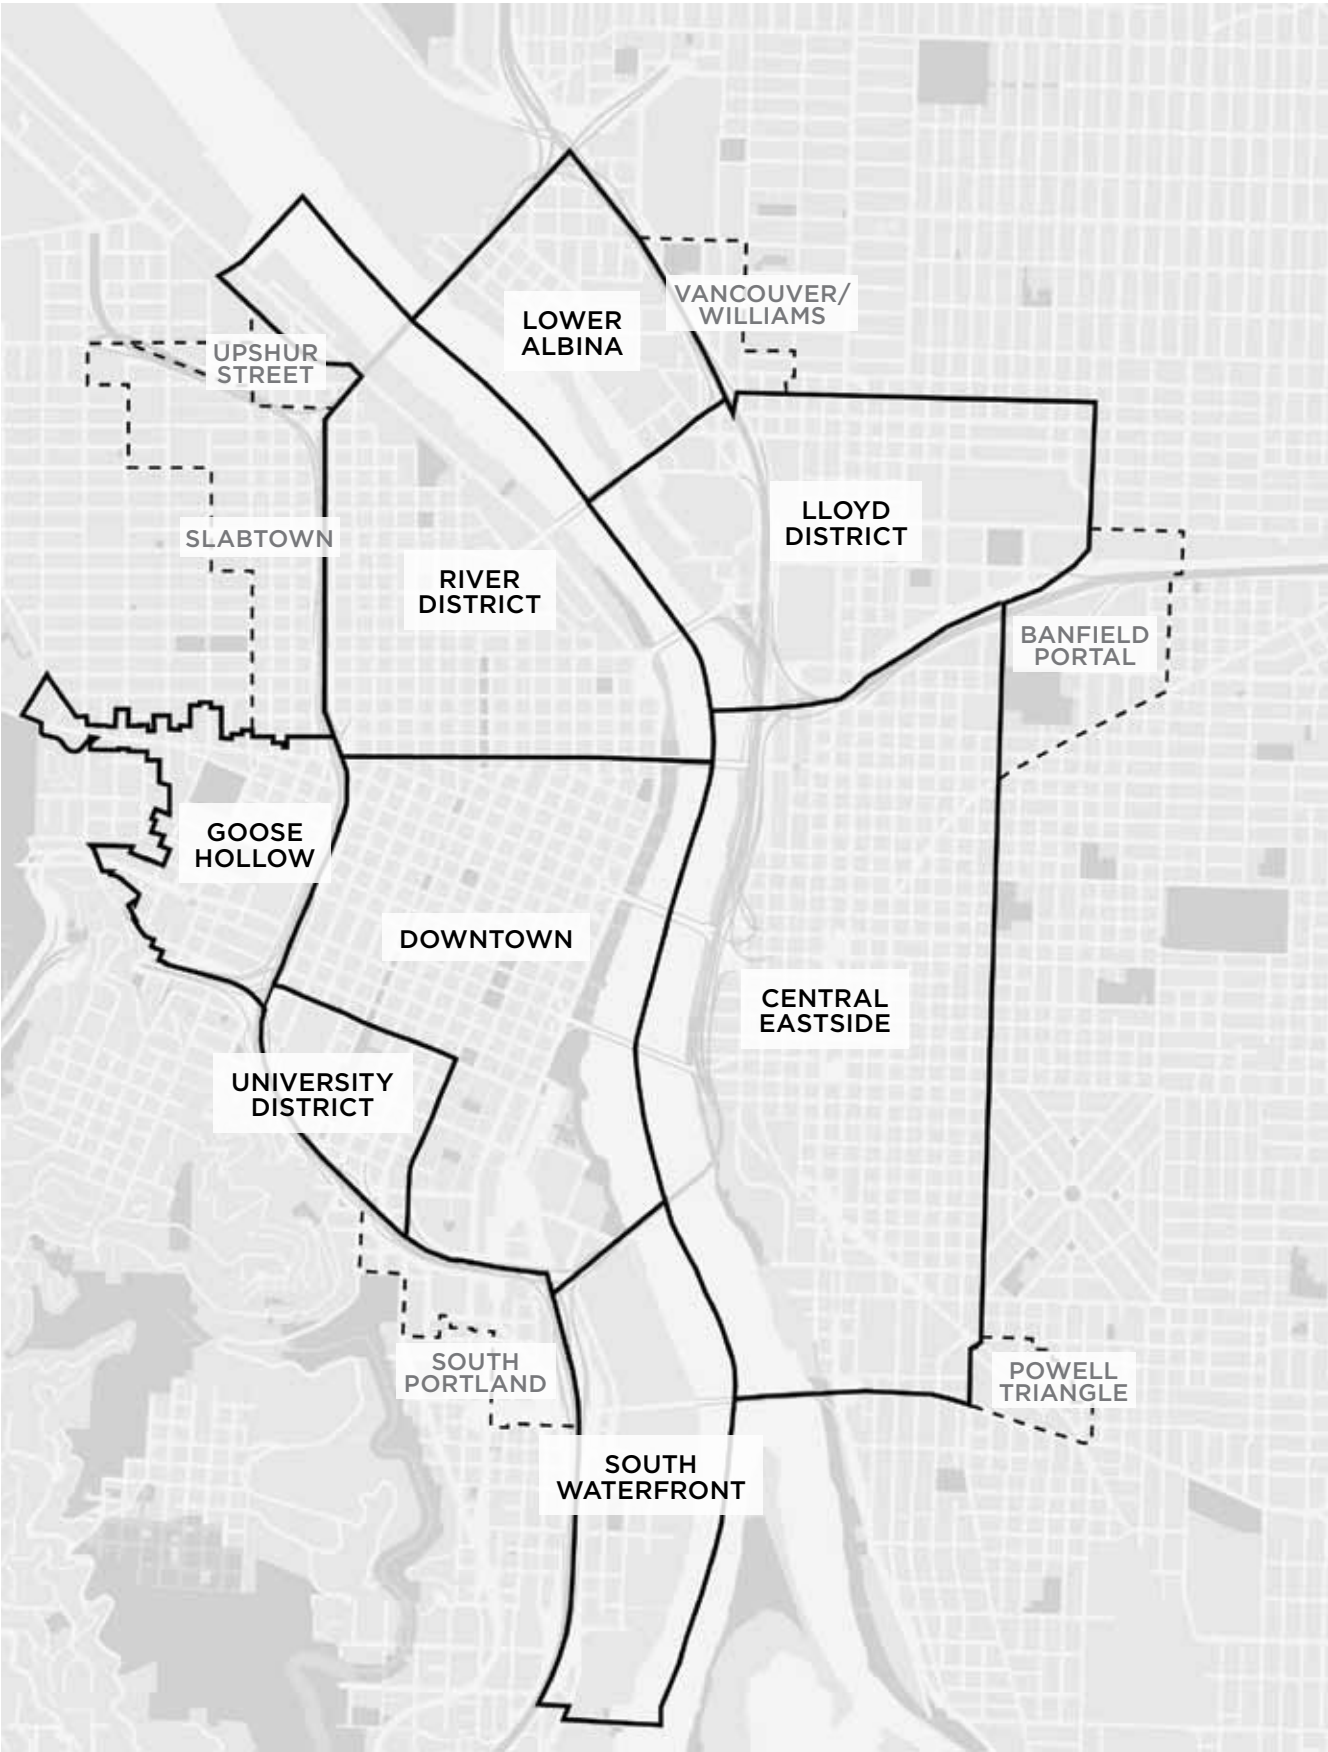 LOWER
ALBINA
VANCOUVER/
WILLIAMS
UPSHUR
STREET
SLABTOWN
LLOYD
DISTRICT
RIVER
DISTRICT
BANFIELD
PORTAL
GOOSE
HOLLOW
DOWNTOWN
CENTRAL
EASTSIDE
UNIVERSITY
DISTRICT
SOUTH
PORTLAND
POWELL
TRIANGLE
SOUTH
WATERFRONT